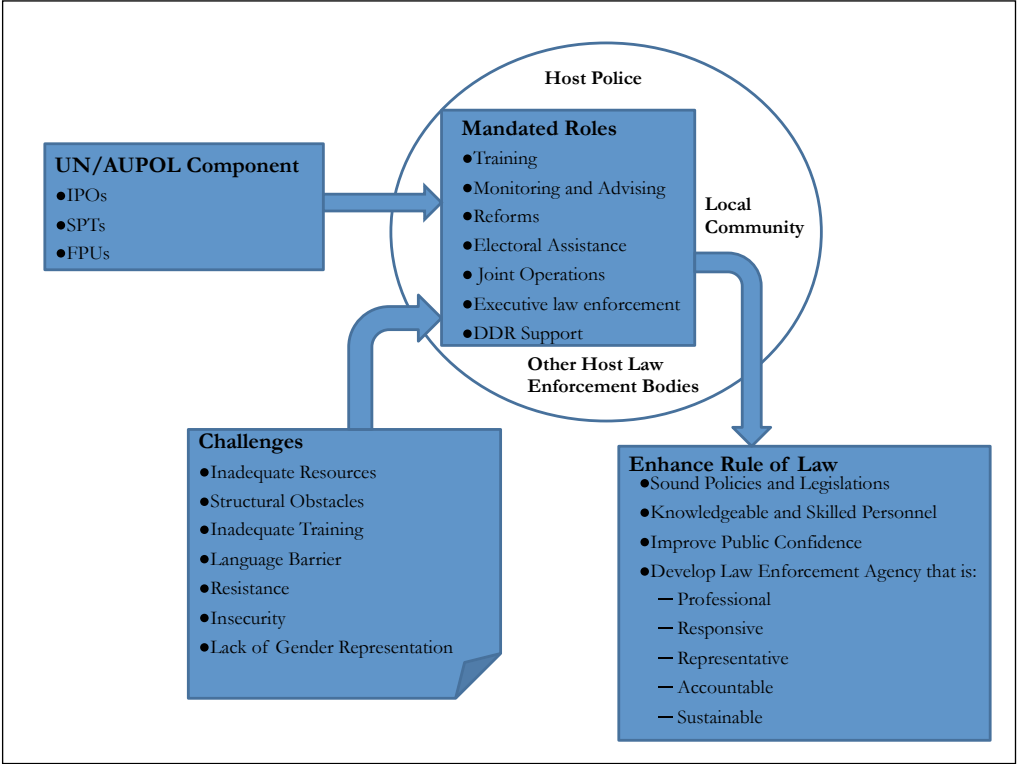 Host Police
UN/AUPOL Component
●IPOs
●SPTs
●FPUs
Mandated Roles
●Training
●Monitoring and Advising
●Reforms
●Electoral Assistance
● Joint Operations
●Executive law enforcement
●DDR Support
Local
Community
Other Host Law
Enforcement Bodies
Challenges
●Inadequate Resources
●Structural Obstacles
●Inadequate Training
●Language Barrier
●Resistance
●Insecurity
●Lack of Gender Representation
Enhance Rule of Law
●Sound Policies and Legislations
●Knowledgeable and Skilled Personnel
●Improve Public Confidence
●Develop Law Enforcement Agency that is:
— Professional
— Responsive
— Representative
— Accountable
— Sustainable